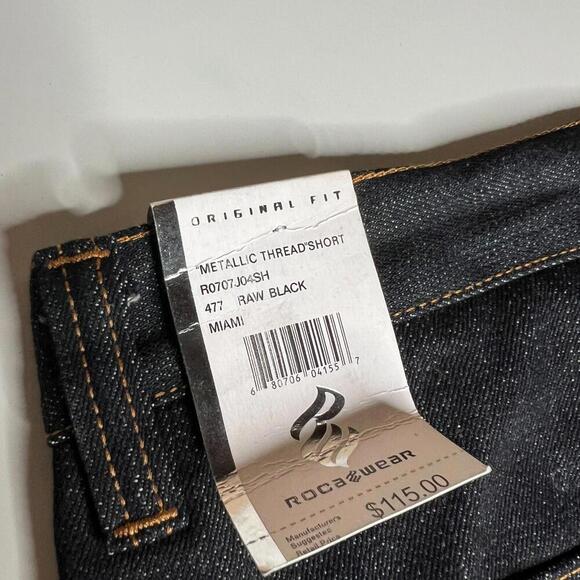 ORIGINAL FIT
"METALLIC THREAD"SHORT
R0707J04SH
477 RAW BLACK
MIAMI
6 80706 04155 7
ROCAWEAR
$115.00
Manufacturers
Suggested
Retail Price